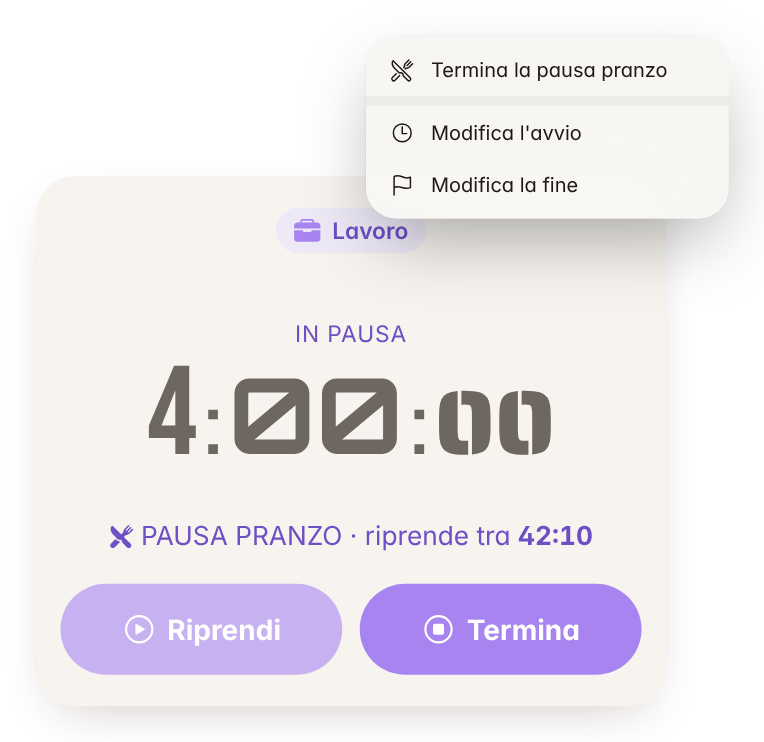 Termina la pausa pranzo
Modifica l'avvio
Modifica la fine
Lavoro
IN PAUSA
4:00:00
PAUSA PRANZO · riprende tra 42:10
Riprendi
Termina